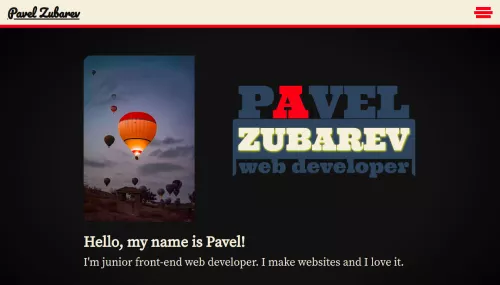 Pavel Zubarev
PAVEL
ZUBAREV
web developer
Hello, my name is Pavel!
I'm junior front-end web developer. I make websites and I love it.